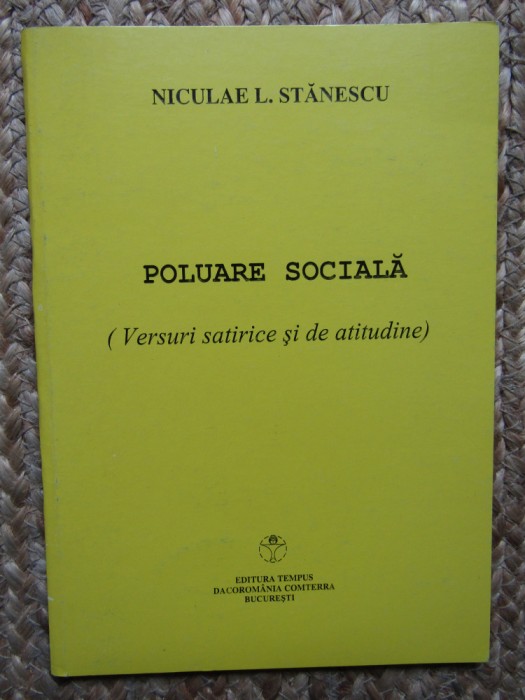 NICULAE L. STĂNESCU
POLUARE SOCIALĂ
( Versuri satirice şi de atitudine)
EDITURA TEMPUS
DACOROMÂNIA COMTERRA
BUCUREŞTI